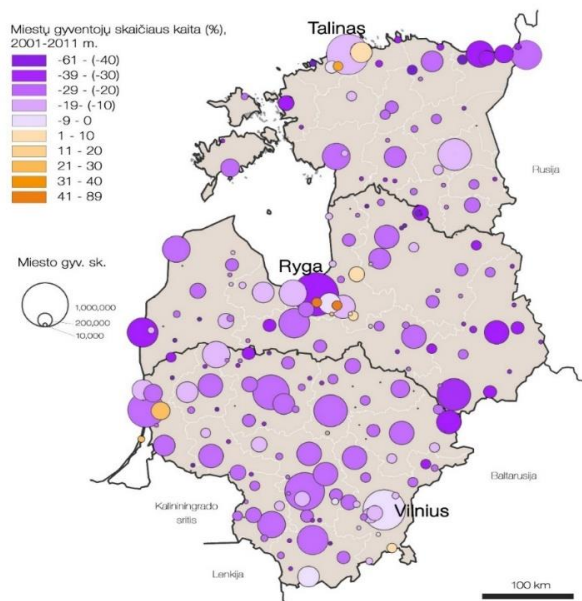 Miestų gyventojų skaičiaus kaita (%),
2001-2011 m.
-61 - (-40)
-39 - (-30)
-29 - (-20)
-19- (-10)
-9 - 0
1 - 10
11 - 20
21 - 30
31 - 40
41 - 89
Talinas
Rusija
Ryga
Miesto gyv. sk.
1,000,000
200,000
10,000
Baltarusija
Vilnius
Kaliningrado
sritis
Lenkija
100 km